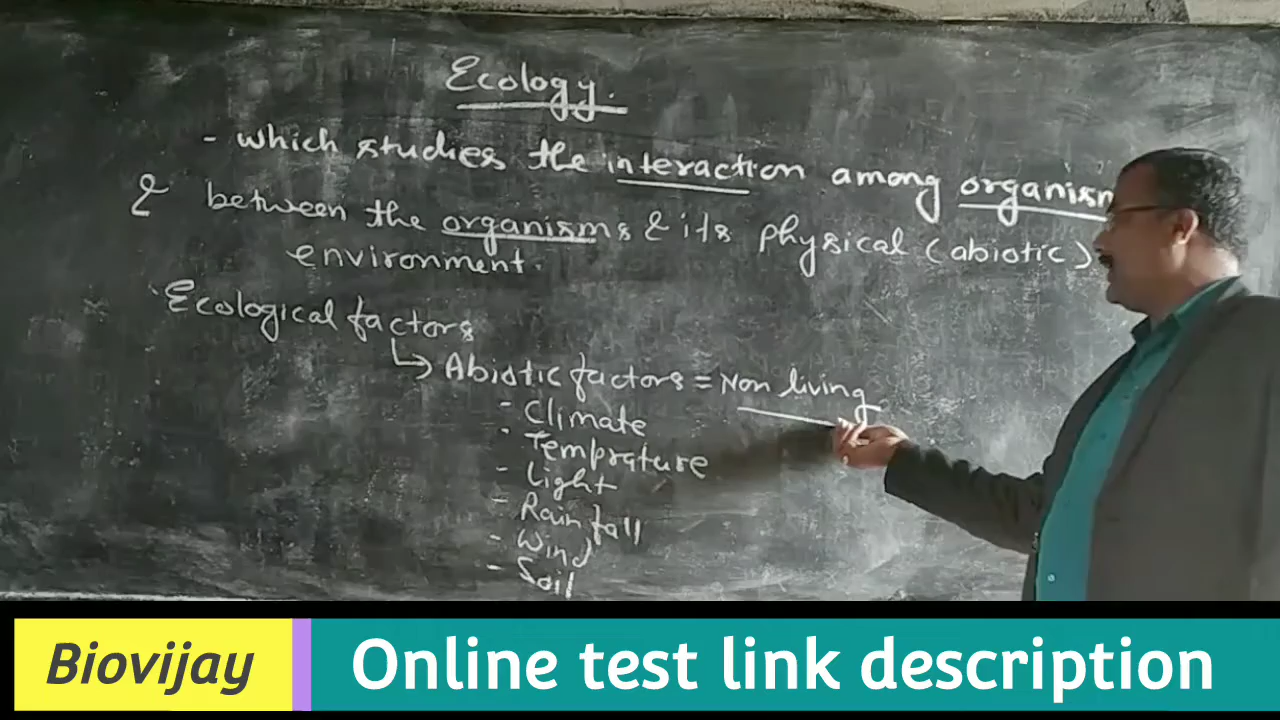 Ecology.
- which studies the interaction among organism
& between the organisms & its physical (abiotic)
environment.
Ecological factors
↳ Abiotic factors = Non living
- Climate
- Temprature
- Light
- Rainfall
- Wind
- Soil
Biovijay Online test link description